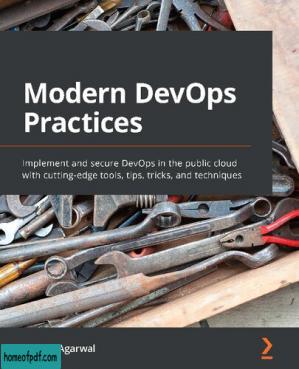 Modern DevOps
Practices
Implement and secure DevOps in the public cloud
with cutting-edge tools, tips, tricks, and techniques
Agarwal
homeofpdf.com